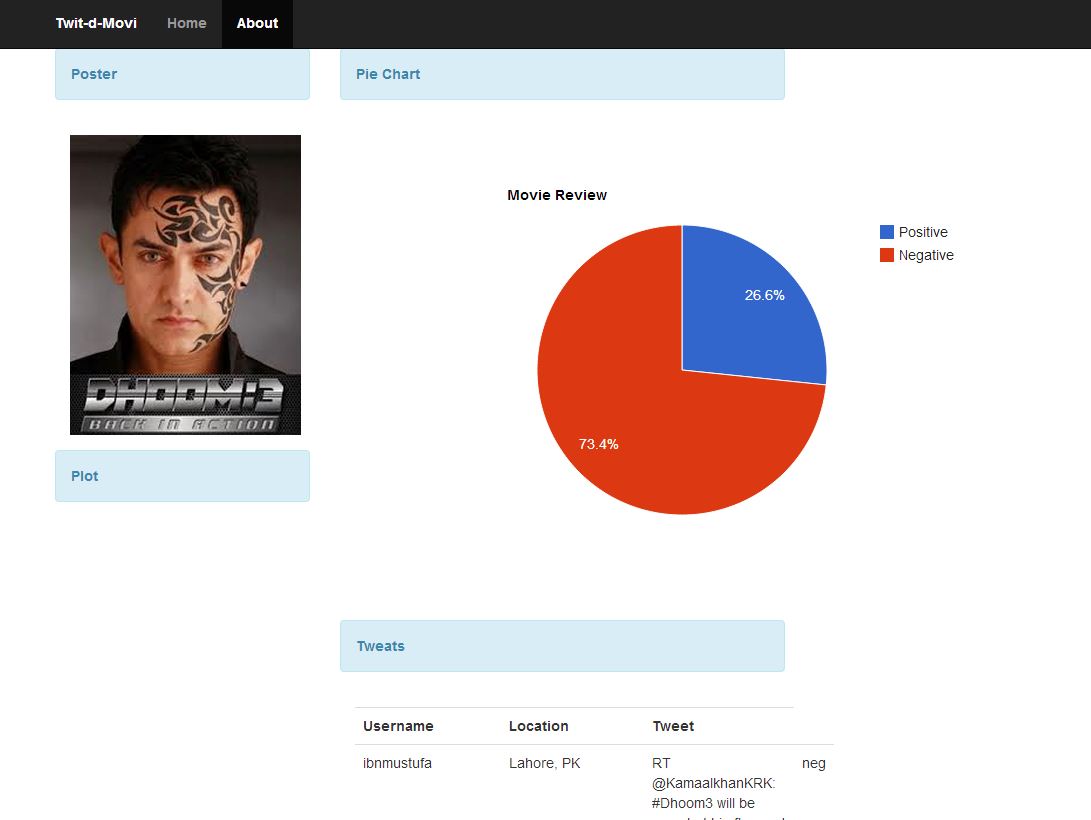 Twit-d-Movi Home About
Poster
Pie Chart
DHOOM:3
BACK IN ACTION
Movie Review
Positive
Negative
26.6%
73.4%
Plot
Tweats
Username Location Tweet
ibnmustufa Lahore, PK RT neg
@KamaalkhanKRK:
#Dhoom3 will be